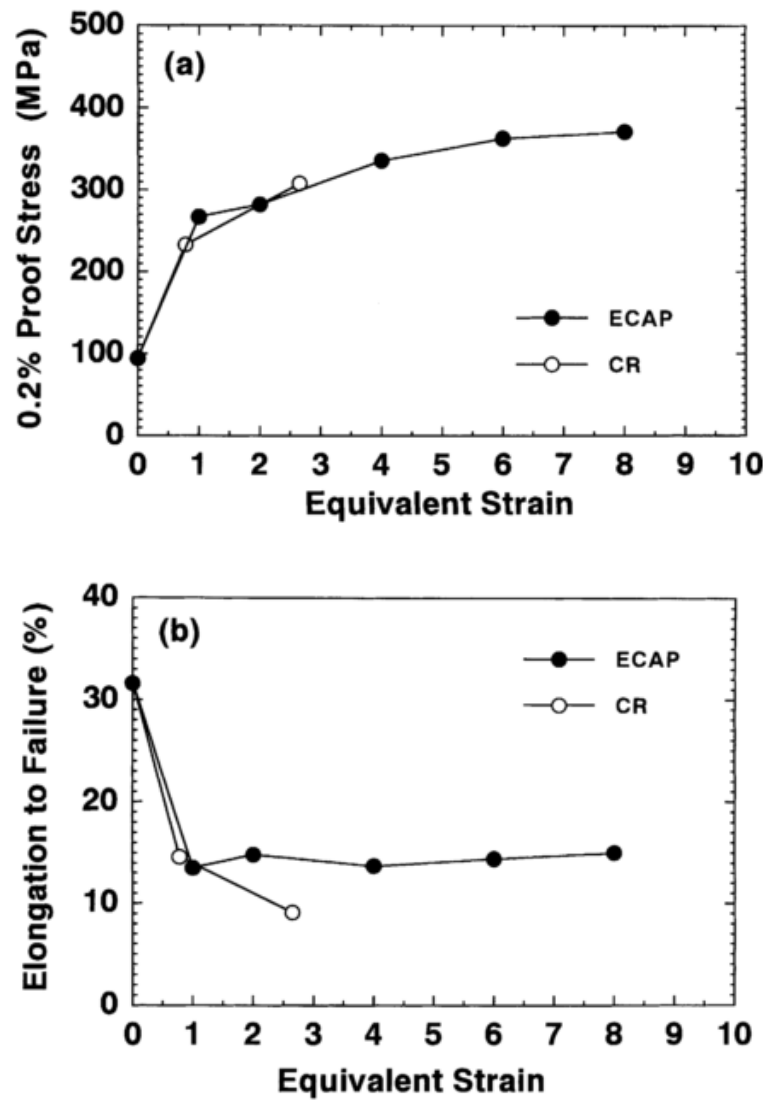 (a)
0.2% Proof Stress (MPa)
500
400
300
200
100
0
ECAP
CR
0 1 2 3 4 5 6 7 8 9 10
Equivalent Strain
(b)
Elongation to Failure (%)
40
30
20
10
0
ECAP
CR
0 1 2 3 4 5 6 7 8 9 10
Equivalent Strain